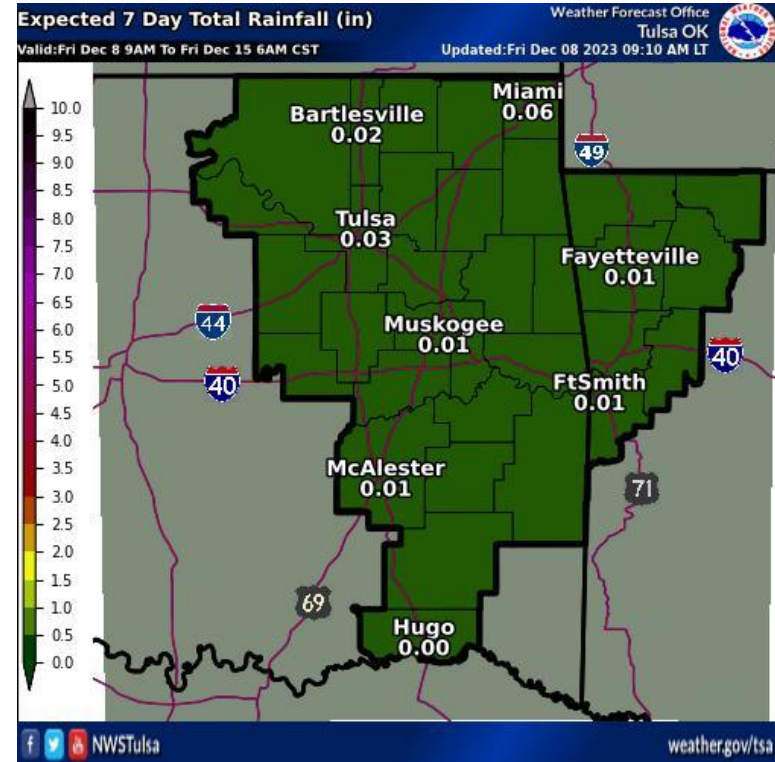 Expected 7 Day Total Rainfall (in)
Valid:Fri Dec 8 9AM To Fri Dec 15 6AM CST
Weather Forecast Office
Tulsa OK
Updated:Fri Dec 08 2023 09:10 AM LT
10.0
9.5
9.0
8.5
8.0
7.5
7.0
6.5
6.0
5.5
5.0
4.5
4.0
3.5
3.0
2.5
2.0
1.5
1.0
0.5
0.0
Miami
0.06
Bartlesville
0.02
49
Tulsa
0.03
Fayetteville
0.01
44
Muskogee
0.01
40
40
FtSmith
0.01
McAlester
0.01
71
69
Hugo
0.00
NWSTulsa
weather.gov/tsa